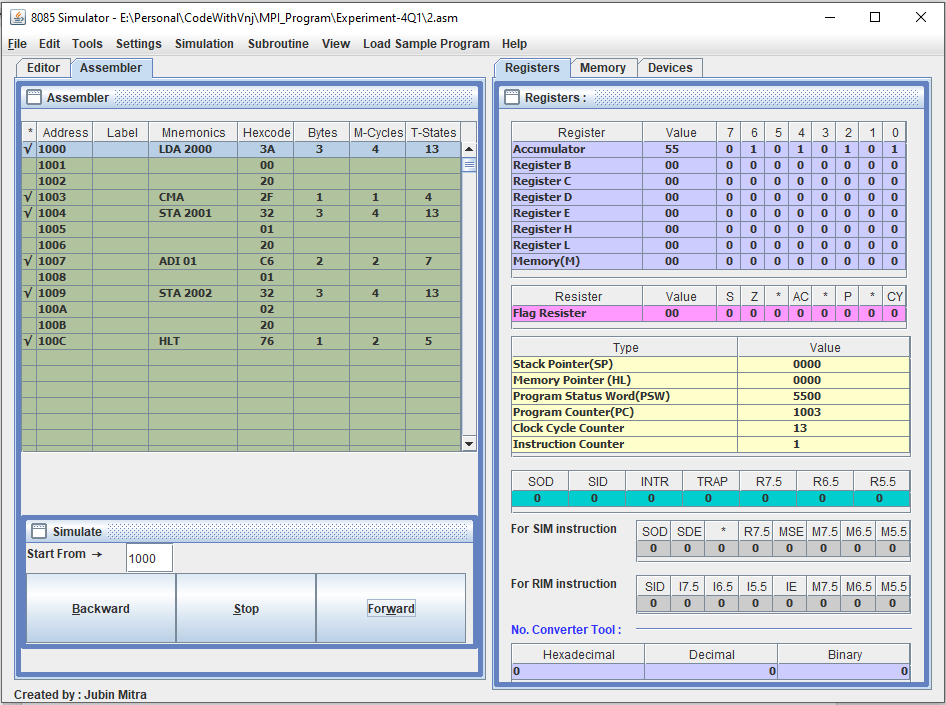 8085 Simulator - E:\Personal\CodeWithVnj\MPI_Program\Experiment-4Q1\2.asm
File Edit Tools Settings Simulation Subroutine View Load Sample Program Help
Editor Assembler
Assembler
* Address Label Mnemonics Hexcode Bytes M-Cycles T-States
√ 1000 LDA 2000 3A 3 4 13
1001 00
1002 20
√ 1003 CMA 2F 1 1 4
√ 1004 STA 2001 32 3 4 13
1005 01
1006 20
√ 1007 ADI 01 C6 2 2 7
1008 01
√ 1009 STA 2002 32 3 4 13
100A 02
100B 20
√ 100C HLT 76 1 2 5
Simulate
Start From → 1000
Backward Stop Forward
Created by : Jubin Mitra
Registers Memory Devices
Registers :
Register Value 7 6 5 4 3 2 1 0
Accumulator 55 0 1 0 1 0 1 0 1
Register B 00 0 0 0 0 0 0 0 0
Register C 00 0 0 0 0 0 0 0 0
Register D 00 0 0 0 0 0 0 0 0
Register E 00 0 0 0 0 0 0 0 0
Register H 00 0 0 0 0 0 0 0 0
Register L 00 0 0 0 0 0 0 0 0
Memory(M) 00 0 0 0 0 0 0 0 0
Resister Value S Z * AC * P * CY
Flag Resister 00 0 0 0 0 0 0 0 0
Type Value
Stack Pointer(SP) 0000
Memory Pointer (HL) 0000
Program Status Word(PSW) 5500
Program Counter(PC) 1003
Clock Cycle Counter 13
Instruction Counter 1
SOD SID INTR TRAP R7.5 R6.5 R5.5
0 0 0 0 0 0 0
For SIM instruction
SOD SDE * R7.5 MSE M7.5 M6.5 M5.5
0 0 0 0 0 0 0 0
For RIM instruction
SID I7.5 I6.5 I5.5 IE M7.5 M6.5 M5.5
0 0 0 0 0 0 0 0
No. Converter Tool :
Hexadecimal Decimal Binary
0 0 0